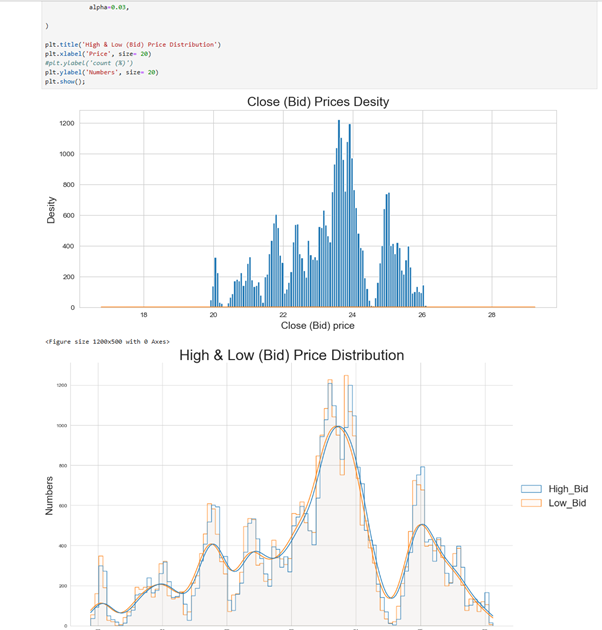 alpha=0.03,
)
plt.title('High & Low (Bid) Price Distribution')
plt.xlabel('Price', size= 20)
#plt.ylabel('count (%)')
plt.ylabel('Numbers', size= 20)
plt.show();
Close (Bid) Prices Desity
1200
1000
800
600
400
200
0
Desity
18 20 22 24 26 28
Close (Bid) price
<Figure size 1200x500 with 0 Axes>
High & Low (Bid) Price Distribution
1200
1000
800
600
400
200
0
Numbers
High_Bid
Low_Bid